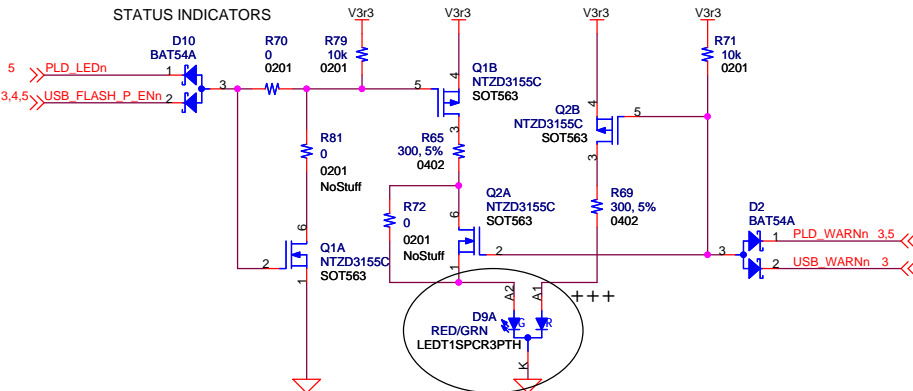 STATUS INDICATORS
V3r3
V3r3
V3r3
V3r3
D10
BAT54A
R70
0
0201
R79
10k
0201
R71
10k
0201
5
PLD_LEDn
1
3,4,5
USB_FLASH_P_ENn
2
3
5
4
Q1B
NTZD3155C
SOT563
3
4
Q2B
NTZD3155C
SOT563
5
3
R81
0
0201
NoStuff
R65
300, 5%
0402
R72
0
0201
NoStuff
6
Q2A
NTZD3155C
SOT563
2
1
R69
300, 5%
0402
D2
BAT54A
3
1
PLD_WARNn
3,5
2
USB_WARNn
3
6
2
Q1A
NTZD3155C
SOT563
1
A2
A1
+++
D9A
G
R
RED/GRN
LEDT1SPCR3PTH
K